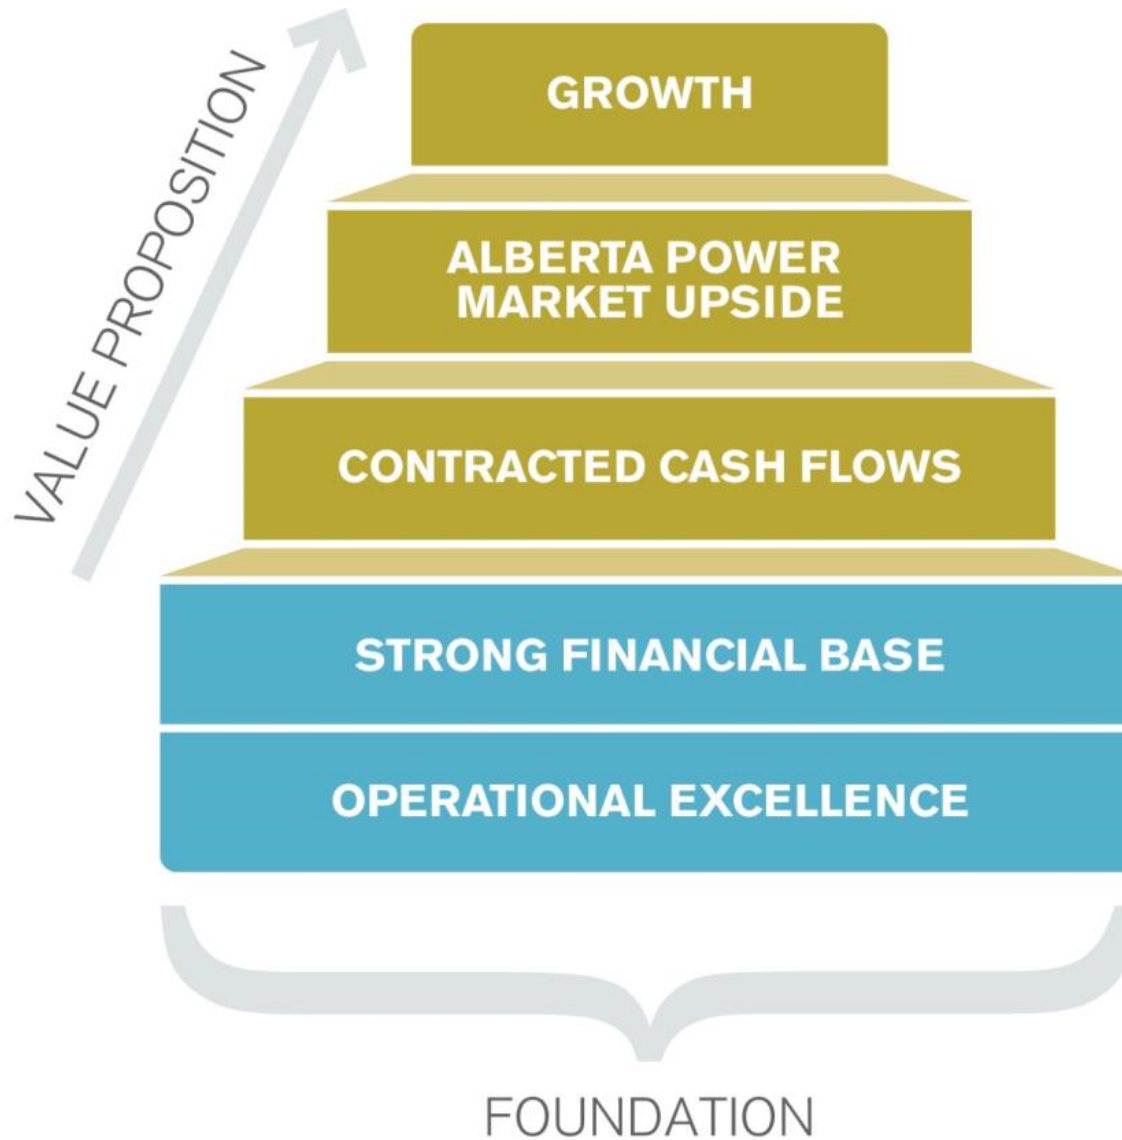 VALUE PROPOSITION
GROWTH
ALBERTA POWER
MARKET UPSIDE
CONTRACTED CASH FLOWS
STRONG FINANCIAL BASE
OPERATIONAL EXCELLENCE
FOUNDATION